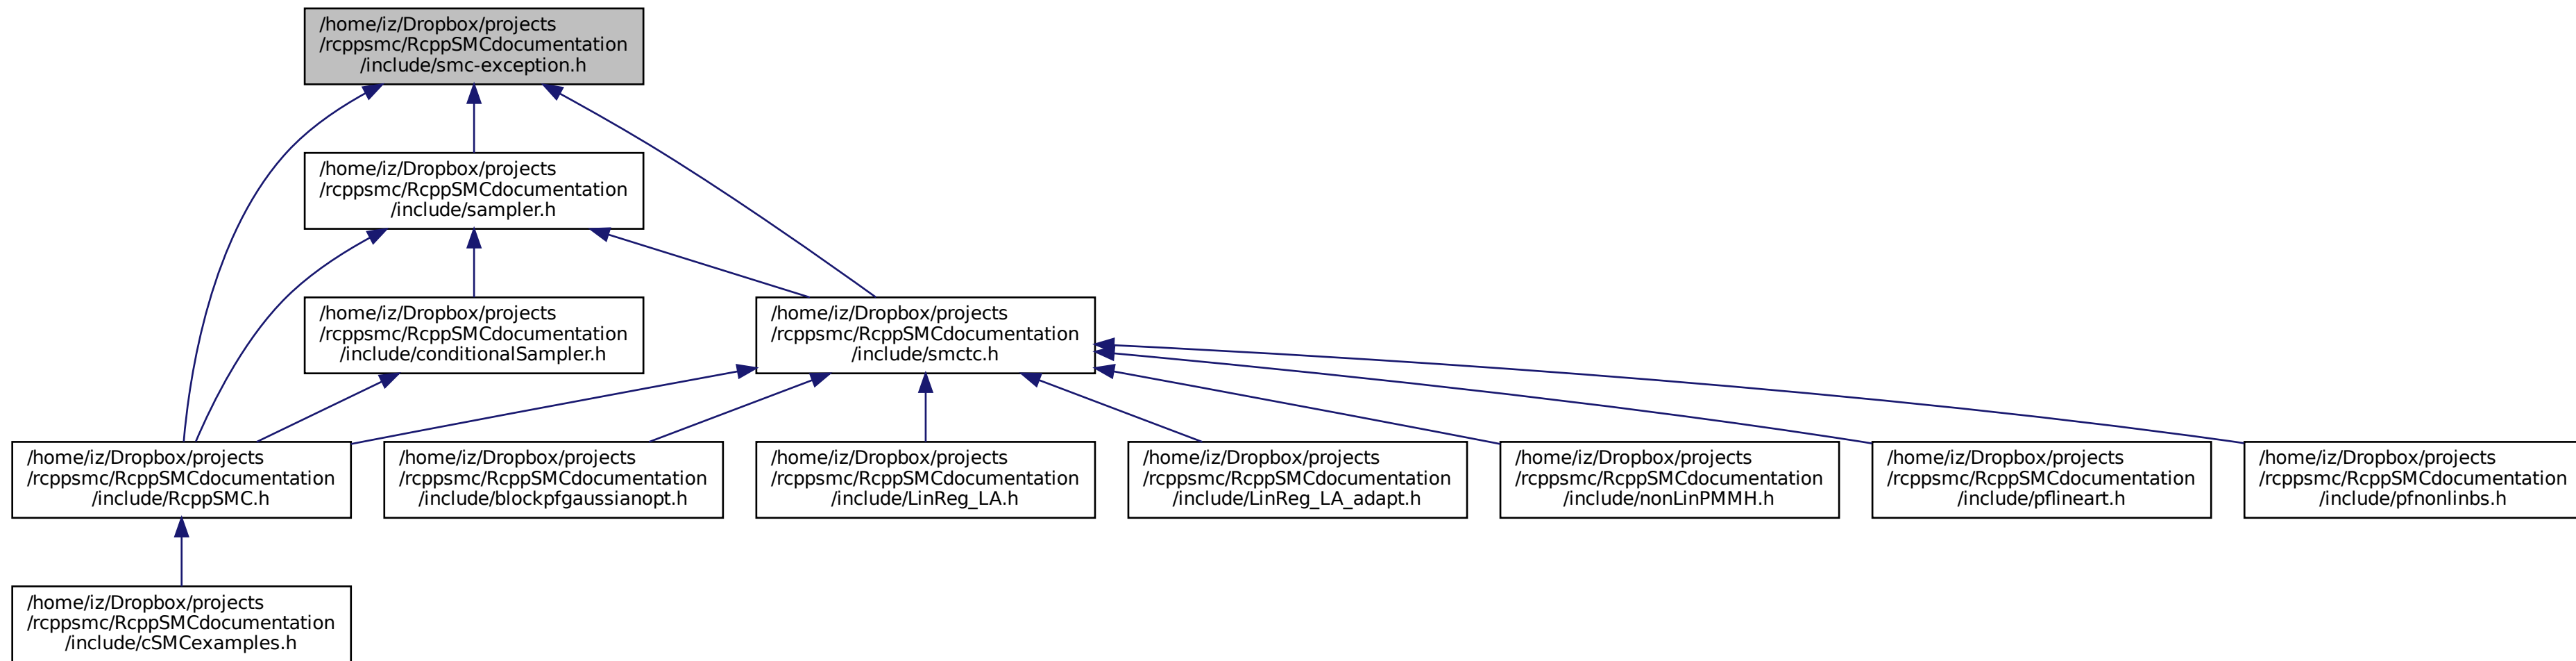 /home/iz/Dropbox/projects
/rcppsmc/RcppSMCdocumentation
/include/smc-exception.h
/home/iz/Dropbox/projects
/rcppsmc/RcppSMCdocumentation
/include/sampler.h
/home/iz/Dropbox/projects
/rcppsmc/RcppSMCdocumentation
/include/conditionalSampler.h
/home/iz/Dropbox/projects
/rcppsmc/RcppSMCdocumentation
/include/smctc.h
/home/iz/Dropbox/projects
/rcppsmc/RcppSMCdocumentation
/include/RcppSMC.h
/home/iz/Dropbox/projects
/rcppsmc/RcppSMCdocumentation
/include/blockpfgaussianopt.h
/home/iz/Dropbox/projects
/rcppsmc/RcppSMCdocumentation
/include/LinReg_LA.h
/home/iz/Dropbox/projects
/rcppsmc/RcppSMCdocumentation
/include/LinReg_LA_adapt.h
/home/iz/Dropbox/projects
/rcppsmc/RcppSMCdocumentation
/include/nonLinPMMH.h
/home/iz/Dropbox/projects
/rcppsmc/RcppSMCdocumentation
/include/pflineart.h
/home/iz/Dropbox/projects
/rcppsmc/RcppSMCdocumentation
/include/pfnonlinbs.h
/home/iz/Dropbox/projects
/rcppsmc/RcppSMCdocumentation
/include/cSMCexamples.h